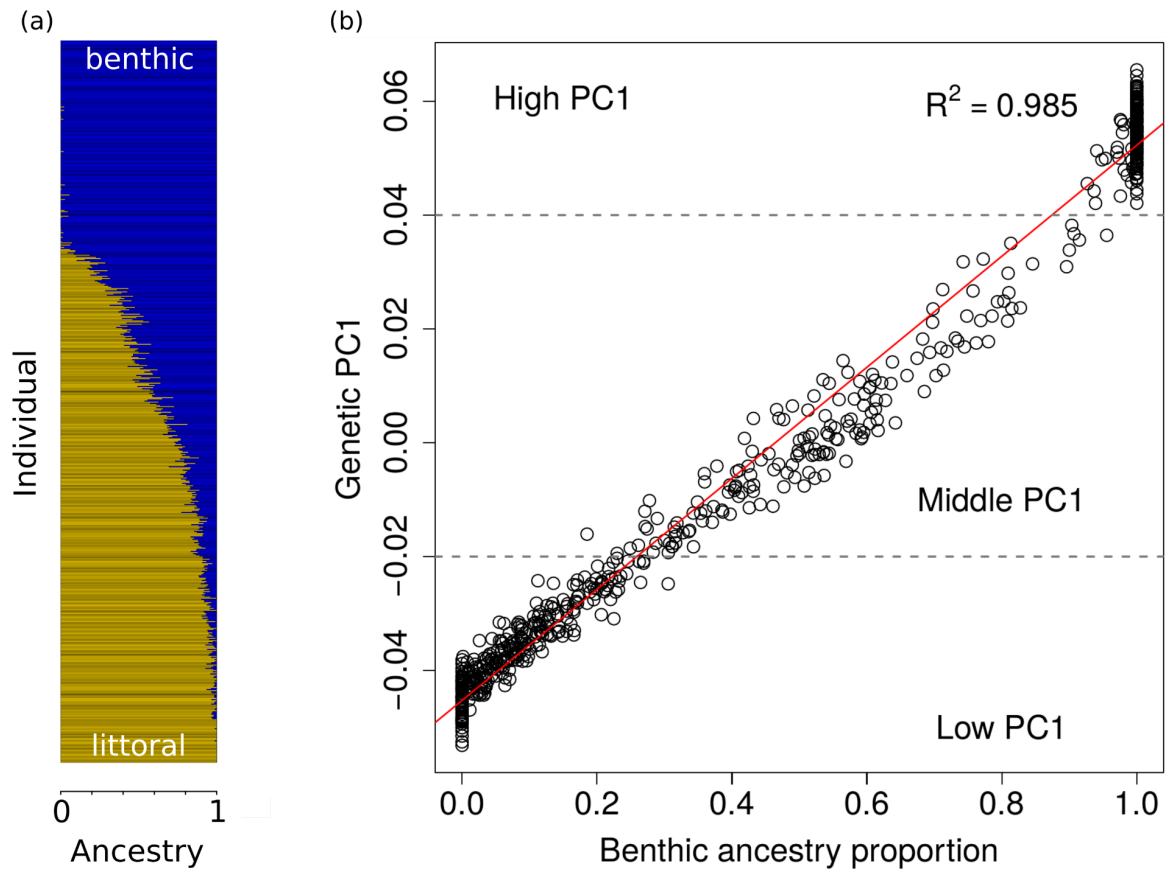 (a)
benthic
littoral
Individual
0 1
Ancestry
(b)
High PC1
R² = 0.985
Middle PC1
Low PC1
Genetic PC1
0.06
0.04
0.02
0.00
−0.02
−0.04
0.0 0.2 0.4 0.6 0.8 1.0
Benthic ancestry proportion